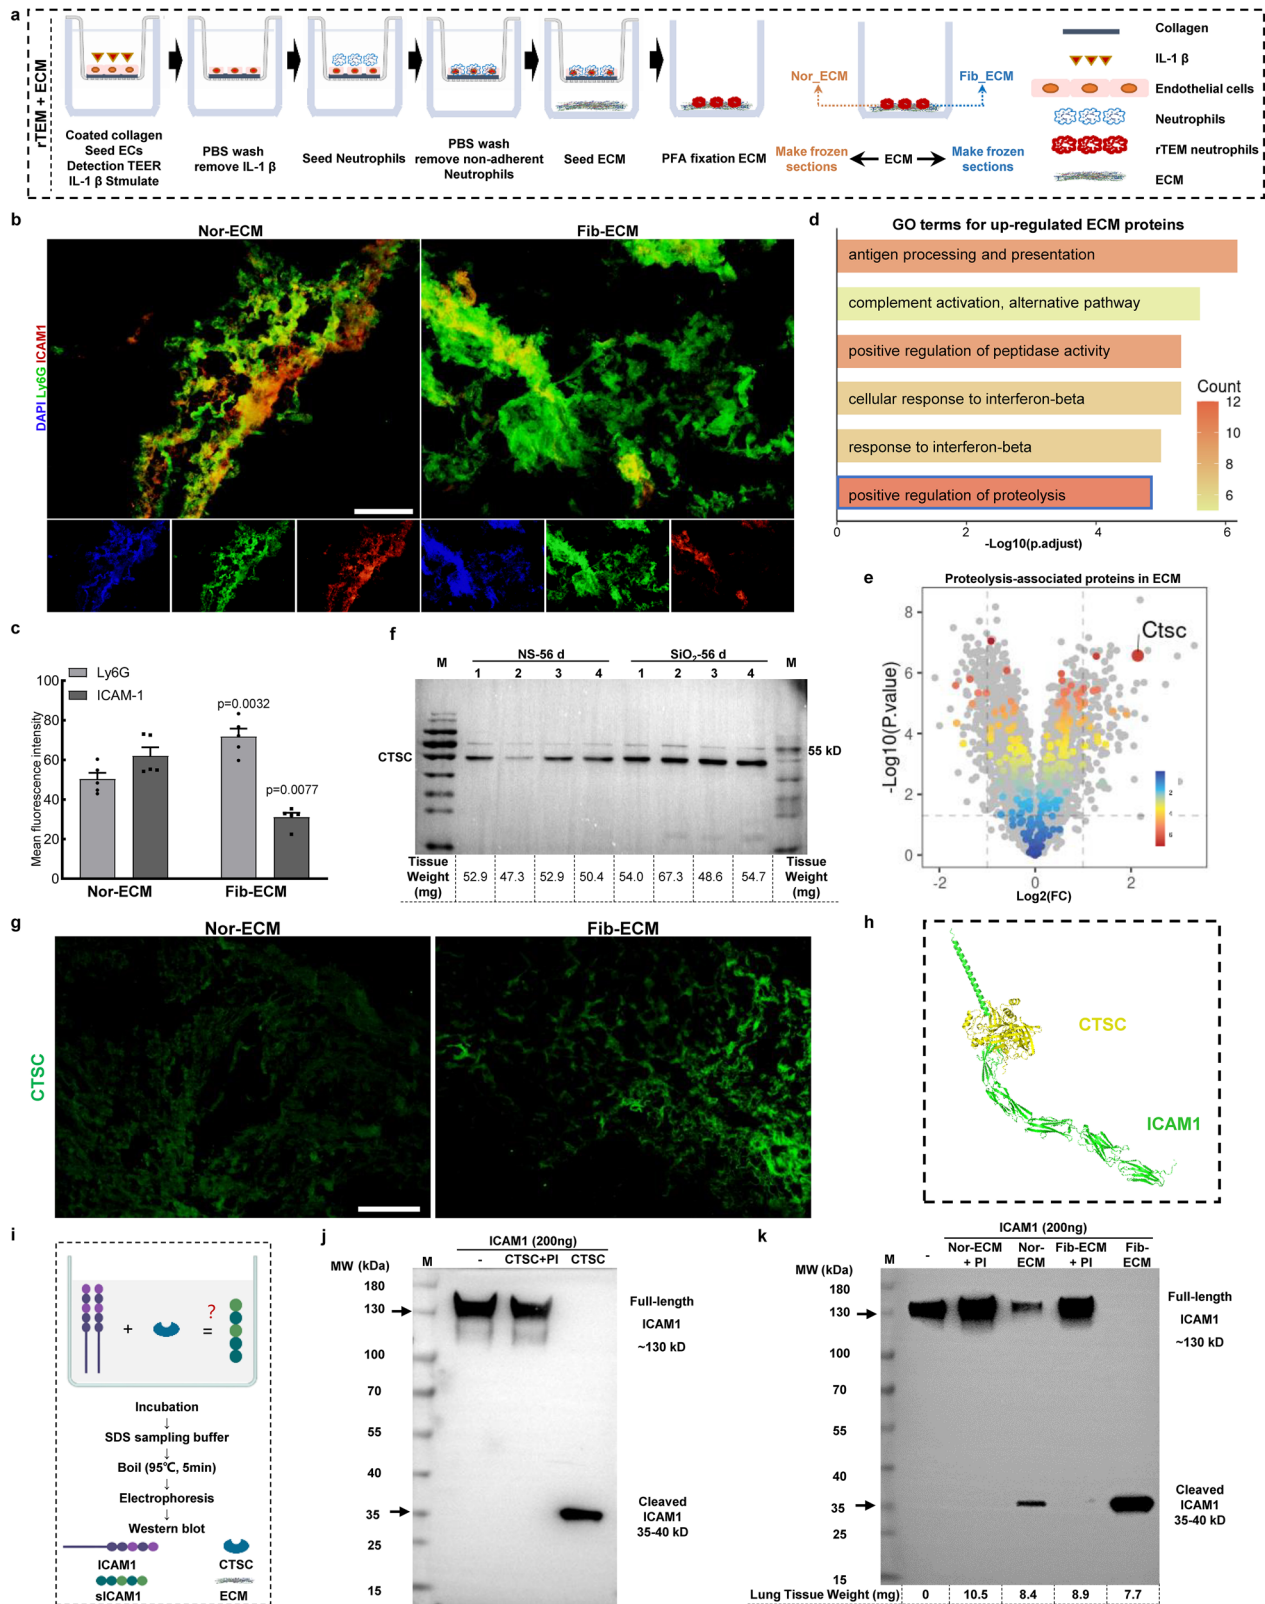 a
rTEM + ECM
Coated collagen
Seed ECs
Detection TEER
IL-1 β Stmulate
PBS wash
remove IL-1 β
Seed Neutrophils
PBS wash
remove non-adherent
Neutrophils
Seed ECM
PFA fixation ECM
Nor_ECM
Fib_ECM
Make frozen
sections
ECM
Make frozen
sections
Collagen
IL-1 β
Endothelial cells
Neutrophils
rTEM neutrophils
ECM
b
Nor-ECM
Fib-ECM
DAPI Ly6G ICAM1
c
Ly6G
ICAM-1
Mean fluorescence intensity
100
80
60
40
20
0
p=0.0032
p=0.0077
Nor-ECM
Fib-ECM
d
GO terms for up-regulated ECM proteins
antigen processing and presentation
complement activation, alternative pathway
positive regulation of peptidase activity
cellular response to interferon-beta
response to interferon-beta
positive regulation of proteolysis
0 2 4 6
-Log10(p.adjust)
Count
12
10
8
6
e
Proteolysis-associated proteins in ECM
Ctsc
-Log10(P.value)
8
6
4
2
0
-2 0 2
Log2(FC)
2
4
6
f
M
NS-56 d
SiO₂-56 d
M
1 2 3 4 1 2 3 4
CTSC
55 kD
Tissue
Weight
(mg)
52.9 47.3 52.9 50.4 54.0 67.3 48.6 54.7
Tissue
Weight
(mg)
g
Nor-ECM
Fib-ECM
CTSC
h
CTSC
ICAM1
i
+
?
=
Incubation
↓
SDS sampling buffer
↓
Boil (95℃, 5min)
↓
Electrophoresis
↓
Western blot
ICAM1
CTSC
sICAM1
ECM
j
ICAM1 (200ng)
MW (kDa)
M - CTSC+PI CTSC
180
130
100
70
55
40
35
25
15
Full-length
ICAM1
~130 kD
Cleaved
ICAM1
35-40 kD
k
ICAM1 (200ng)
MW (kDa)
M
-
Nor-ECM
+ PI
Nor-
ECM
Fib-ECM
+ PI
Fib-
ECM
180
130
100
70
55
40
35
25
15
Full-length
ICAM1
~130 kD
Cleaved
ICAM1
35-40 kD
Lung Tissue Weight (mg) 0 10.5 8.4 8.9 7.7